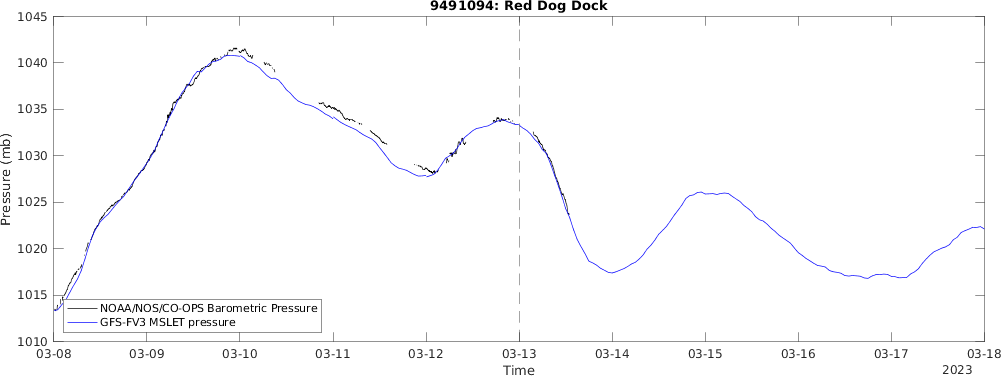 9491094: Red Dog Dock
Pressure (mb)
1045
1040
1035
1030
1025
1020
1015
1010
NOAA/NOS/CO-OPS Barometric Pressure
GFS-FV3 MSLET pressure
03-08 03-09 03-10 03-11 03-12 03-13 03-14 03-15 03-16 03-17 03-18
Time
2023